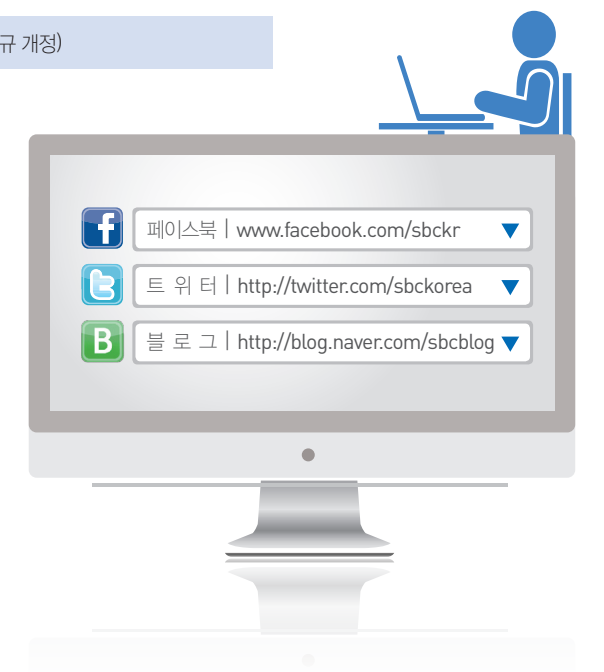 규 개정)
페이스북 | www.facebook.com/sbckr
트 위 터 | http://twitter.com/sbckorea
블 로 그 | http://blog.naver.com/sbcblog
B